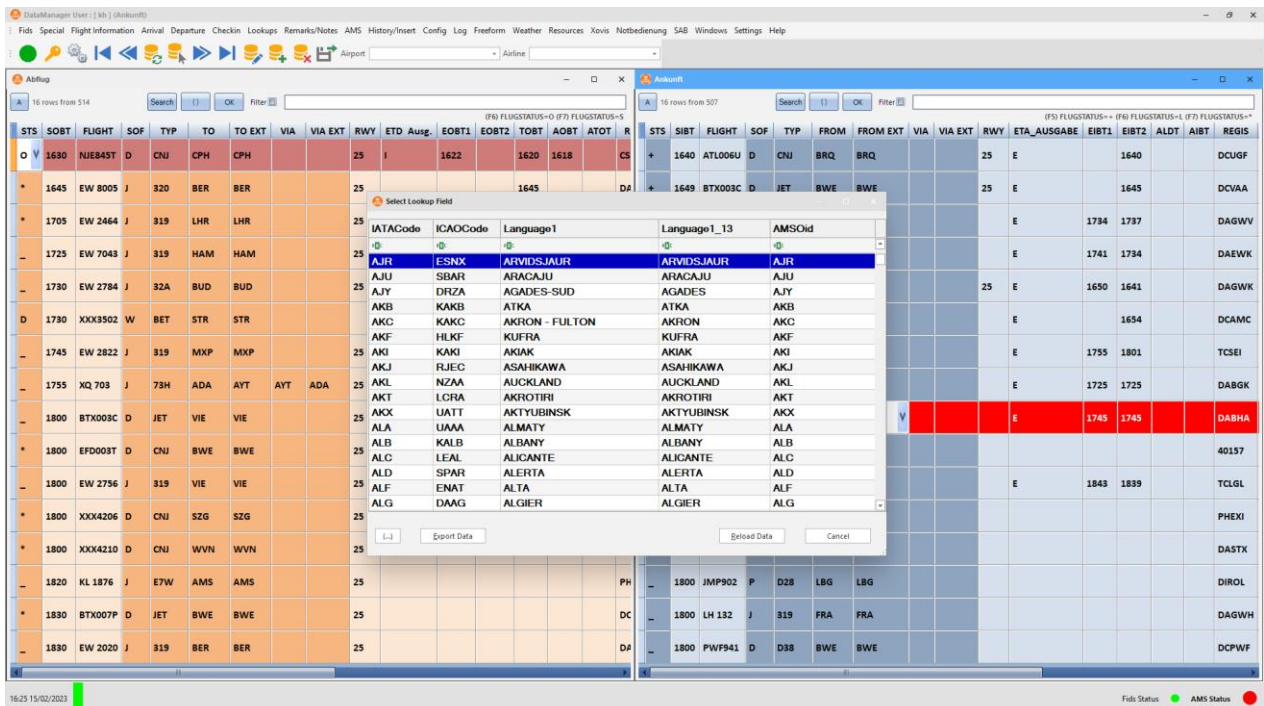 DataManager User : [ kh ] (Ankunft)
Fids Special Flight Information Arrival Departure Checkin Lookups Remarks/Notes AMS History/Insert Config Log Freeform Weather Resources Xovis Notbedienung SAB Windows Settings Help
Airport - Airline -
Abflug
A 16 rows from 514 Search ( ) OK Filter
(F6) FLUGSTATUS=O (F7) FLUGSTATUS=S
STS SOBT FLIGHT SOF TYP TO TO EXT VIA VIA EXT RWY ETD Ausg. EOBT1 EOBT2 TOBT AOBT ATOT R
O V 1630 NJE845T D CNJ CPH CPH 25 I 1622 1620 1618 CS
* 1645 EW 8005 J 320 BER BER 25 1645 DA
* 1705 EW 2464 J 319 LHR LHR 25
_ 1725 EW 7043 J 319 HAM HAM 25
_ 1730 EW 2784 J 32A BUD BUD 25
D 1730 XXX3502 W BET STR STR
_ 1745 EW 2822 J 319 MXP MXP 25
_ 1755 XQ 703 J 73H ADA AYT AYT ADA 25
_ 1800 BTX003C D JET VIE VIE 25
* 1800 EFD003T D CNJ BWE BWE 25
_ 1800 EW 2756 J 319 VIE VIE 25
* 1800 XXX4206 D CNJ SZG SZG 25
* 1800 XXX4210 D CNJ WVN WVN 25
_ 1820 KL 1876 J E7W AMS AMS 25 PH
* 1830 BTX007P D JET BWE BWE 25 DC
_ 1830 EW 2020 J 319 BER BER 25 DA
Ankunft
A 16 rows from 507 Search ( ) OK Filter
(F5) FLUGSTATUS=+ (F6) FLUGSTATUS=L (F7) FLUGSTATUS=*
STS SIBT FLIGHT SOF TYP FROM FROM EXT VIA VIA EXT RWY ETA_AUSGABE EIBT1 EIBT2 ALDT AIBT REGIS
+ 1640 ATL006U D CNJ BRQ BRQ 25 E 1640 DCUGF
+ 1649 BTX003C D JET BWE BWE 25 E 1645 DCVAA
E 1734 1737 DAGWV
E 1741 1734 DAEWK
25 E 1650 1641 DAGWK
E 1654 DCAMC
E 1755 1801 TCSEI
E 1725 1725 DABGK
V E 1745 1745 DABHA
40157
E 1843 1839 TCLGL
PHEXI
DASTX
_ 1800 JMP902 P D28 LBG LBG DIROL
_ 1800 LH 132 J 319 FRA FRA DAGWH
_ 1800 PWF941 D D38 BWE BWE DCPWF
Select Lookup Field
IATACode ICAOCode Language1 Language1_13 AMSOid
AJR ESNX ARVIDSJAUR ARVIDSJAUR AJR
AJU SBAR ARACAJU ARACAJU AJU
AJY DRZA AGADES-SUD AGADES AJY
AKB KAKB ATKA ATKA AKB
AKC KAKC AKRON - FULTON AKRON AKC
AKF HLKF KUFRA KUFRA AKF
AKI KAKI AKIAK AKIAK AKI
AKJ RJEC ASAHIKAWA ASAHIKAWA AKJ
AKL NZAA AUCKLAND AUCKLAND AKL
AKT LCRA AKROTIRI AKROTIRI AKT
AKX UATT AKTYUBINSK AKTYUBINSK AKX
ALA UAAA ALMATY ALMATY ALA
ALB KALB ALBANY ALBANY ALB
ALC LEAL ALICANTE ALICANTE ALC
ALD SPAR ALERTA ALERTA ALD
ALF ENAT ALTA ALTA ALF
ALG DAAG ALGIER ALGIER ALG
(...) Export Data Reload Data Cancel
16:25 15/02/2023
Fids Status AMS Status